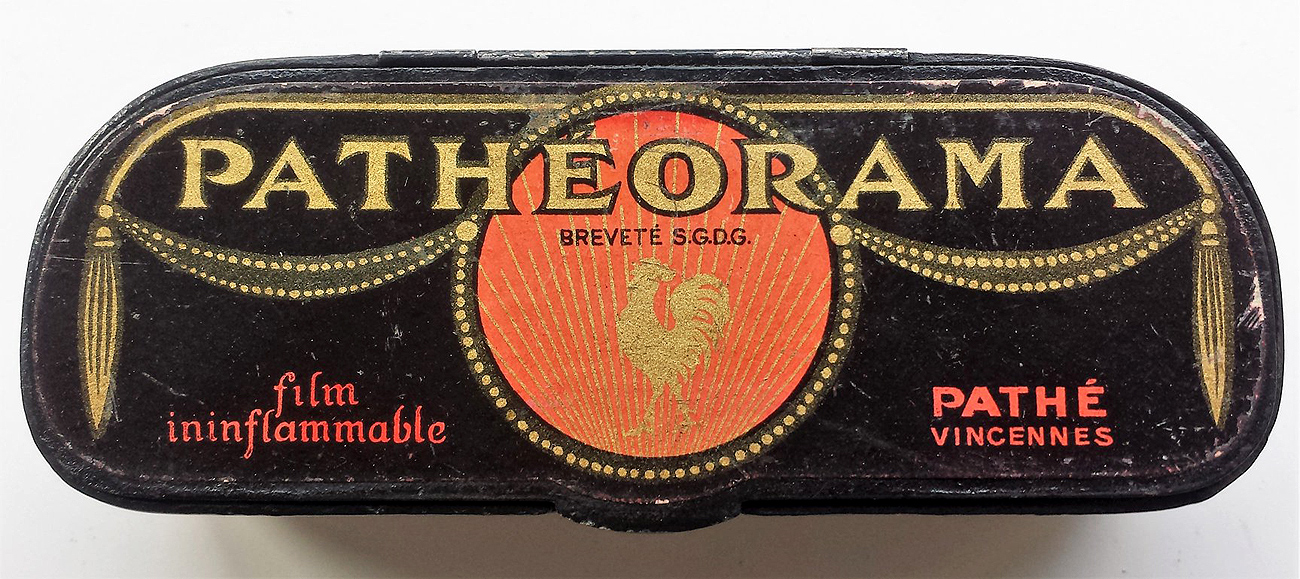 PATHÉORAMA
BREVETÉ S.G.D.G.
film
ininflammable
PATHÉ
VINCENNES